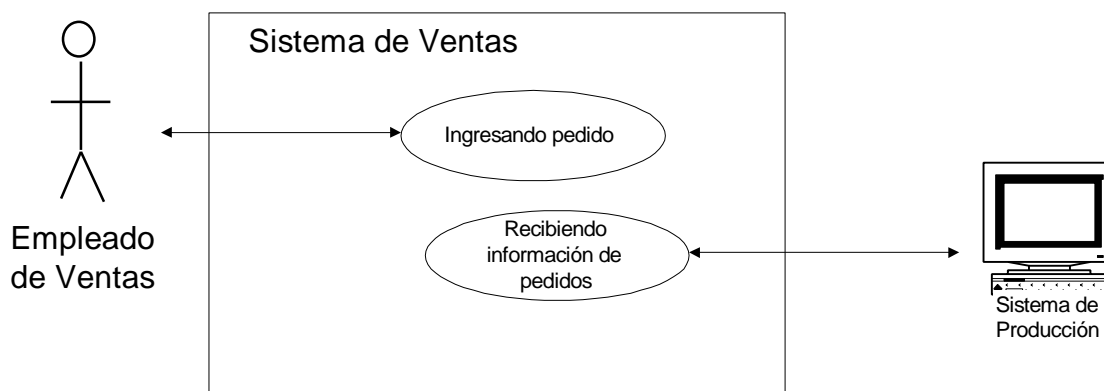 Sistema de Ventas
Ingresando pedido
Empleado
de Ventas
Recibiendo
información de
pedidos
Sistema de
Producción